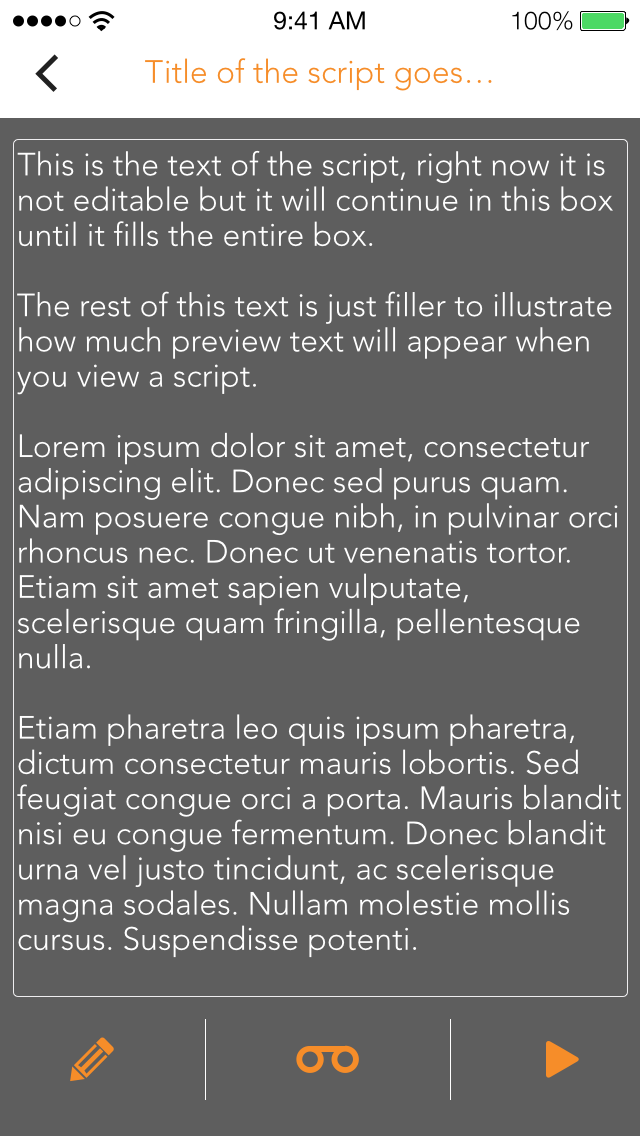 9:41 AM
100%
Title of the script goes...
This is the text of the script, right now it is
not editable but it will continue in this box
until it fills the entire box.
The rest of this text is just filler to illustrate
how much preview text will appear when
you view a script.
Lorem ipsum dolor sit amet, consectetur
adipiscing elit. Donec sed purus quam.
Nam posuere congue nibh, in pulvinar orci
rhoncus nec. Donec ut venenatis tortor.
Etiam sit amet sapien vulputate,
scelerisque quam fringilla, pellentesque
nulla.
Etiam pharetra leo quis ipsum pharetra,
dictum consectetur mauris lobortis. Sed
feugiat congue orci a porta. Mauris blandit
nisi eu congue fermentum. Donec blandit
urna vel justo tincidunt, ac scelerisque
magna sodales. Nullam molestie mollis
cursus. Suspendisse potenti.